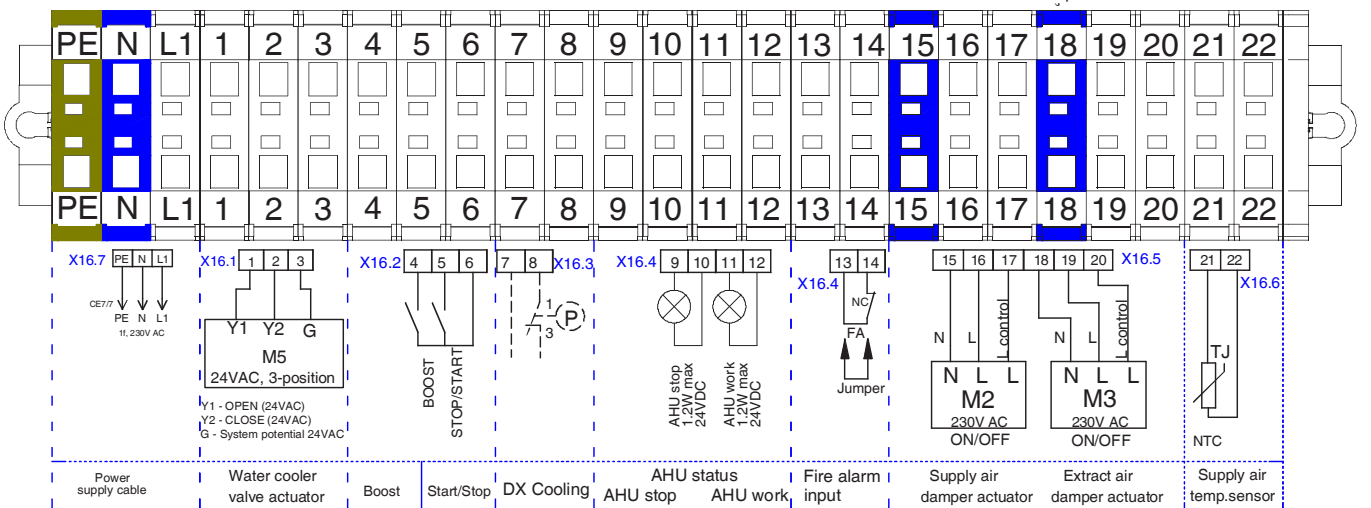 PE N L1 1 2 3 4 5 6 7 8 9 10 11 12 13 14 15 16 17 18 19 20 21 22
PE N L1 1 2 3 4 5 6 7 8 9 10 11 12 13 14 15 16 17 18 19 20 21 22
X16.7 PE N L1
CE7/7
PE N L1
1f, 230V AC
X16.1 1 2 3
Y1 Y2 G
M5
24VAC, 3-position
Y1 - OPEN (24VAC)
Y2 - CLOSE (24VAC)
G - System potential 24VAC
X16.2 4 5 6
BOOST
STOP/START
7 8 X16.3
1
P
3
X16.4 9 10 11 12
AHU stop
1.2W max
24VDC
AHU work
1.2W max
24VDC
13 14
X16.4
NC
FA
Jumper
15 16 17 18 19 20 X16.5
N L L control
N L L control
N L L
M2
230V AC
ON/OFF
N L L
M3
230V AC
ON/OFF
21 22
X16.6
TJ
NTC
Power
supply cable
Water cooler
valve actuator
Boost
Start/Stop
DX Cooling
AHU status
AHU stop AHU work
Fire alarm
input
Supply air
damper actuator
Extract air
damper actuator
Supply air
temp.sensor